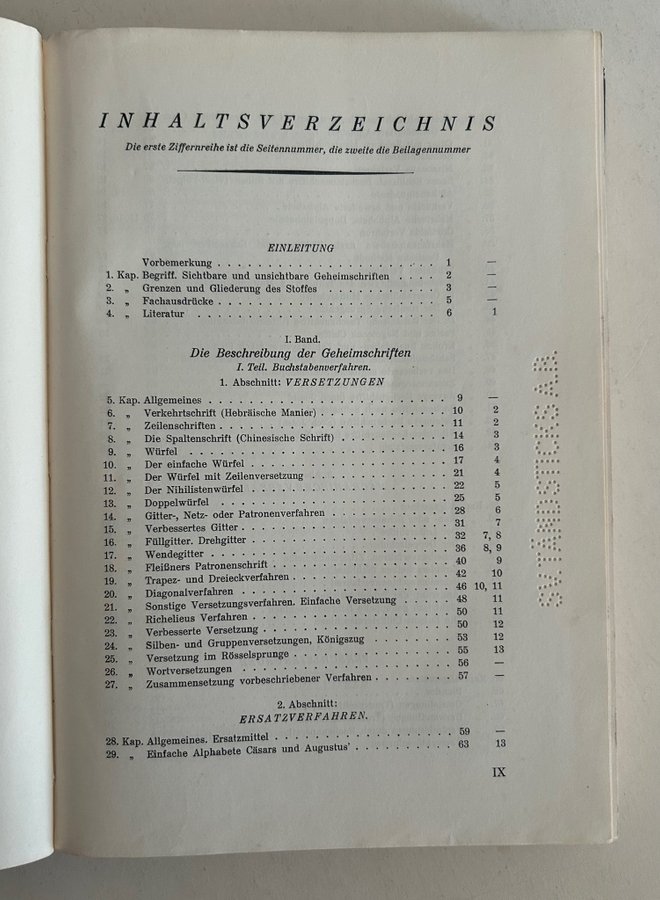 INHALTSVERZEICHNIS
Die erste Ziffernreihe ist die Seitennummer, die zweite die Beilagennummer
EINLEITUNG
Vorbemerkung . . . . . . . . . . . . . . . . . . . . 1 —
1. Kap. Begriff. Sichtbare und unsichtbare Geheimschriften . . . . 2 —
2. „ Grenzen und Gliederung des Stoffes . . . . . . . . . . 3 —
3. „ Fachausdrücke . . . . . . . . . . . . . . . . . . . . 5 —
4. „ Literatur . . . . . . . . . . . . . . . . . . . . . . 6 1
I. Band.
Die Beschreibung der Geheimschriften
I. Teil. Buchstabenverfahren.
1. Abschnitt: VERSETZUNGEN
5. Kap. Allgemeines . . . . . . . . . . . . . . . . . . . . 9 —
6. „ Verkehrtschrift (Hebräische Manier) . . . . . . . . . . 10 2
7. „ Zeilenschriften . . . . . . . . . . . . . . . . . . . . 11 2
8. „ Die Spaltenschrift (Chinesische Schrift) . . . . . . . . 14 3
9. „ Würfel . . . . . . . . . . . . . . . . . . . . . . . . 16 3
10. „ Der einfache Würfel . . . . . . . . . . . . . . . . . 17 4
11. „ Der Würfel mit Zeilenversetzung . . . . . . . . . . . 21 4
12. „ Der Nihilistenwürfel . . . . . . . . . . . . . . . . . 22 5
13. „ Doppelwürfel . . . . . . . . . . . . . . . . . . . . 25 5
14. „ Gitter-, Netz- oder Patronenverfahren . . . . . . . . . 28 6
15. „ Verbessertes Gitter . . . . . . . . . . . . . . . . . . 31 7
16. „ Füllgitter. Drehgitter . . . . . . . . . . . . . . . . . 32 7, 8
17. „ Wendegitter . . . . . . . . . . . . . . . . . . . . . 36 8, 9
18. „ Fleißners Patronenschrift . . . . . . . . . . . . . . . 40 9
19. „ Trapez- und Dreieckverfahren . . . . . . . . . . . . . 42 10
20. „ Diagonalverfahren . . . . . . . . . . . . . . . . . . 46 10, 11
21. „ Sonstige Versetzungsverfahren. Einfache Versetzung . . . . . 48 11
22. „ Richelieus Verfahren . . . . . . . . . . . . . . . . . 50 11
23. „ Verbesserte Versetzung . . . . . . . . . . . . . . . . 50 12
24. „ Silben- und Gruppenversetzungen, Königszug . . . . . . . 53 12
25. „ Versetzung im Rösselsprunge . . . . . . . . . . . . . 55 13
26. „ Wortversetzungen . . . . . . . . . . . . . . . . . . 56 —
27. „ Zusammensetzung vorbeschriebener Verfahren . . . . . . . 57 —
2. Abschnitt:
ERSATZVERFAHREN.
28. Kap. Allgemeines. Ersatzmittel . . . . . . . . . . . . . . 59 —
29. „ Einfache Alphabete Cäsars und Augustus' . . . . . . . . . 63 13
IX
SV. TÄNDSTICKS A.B.